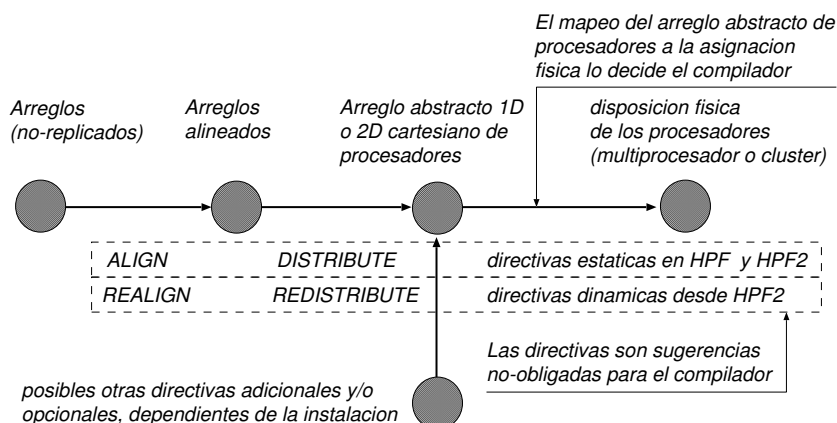 El mapeo del arreglo abstracto de
procesadores a la asignacion
fisica lo decide el compilador
Arreglos
(no-replicados)
Arreglos
alineados
Arreglo abstracto 1D
o 2D cartesiano de
procesadores
disposicion fisica
de los procesadores
(multiprocesador o cluster)
ALIGN DISTRIBUTE directivas estaticas en HPF y HPF2
REALIGN REDISTRIBUTE directivas dinamicas desde HPF2
Las directivas son sugerencias
no-obligadas para el compilador
posibles otras directivas adicionales y/o
opcionales, dependientes de la instalacion